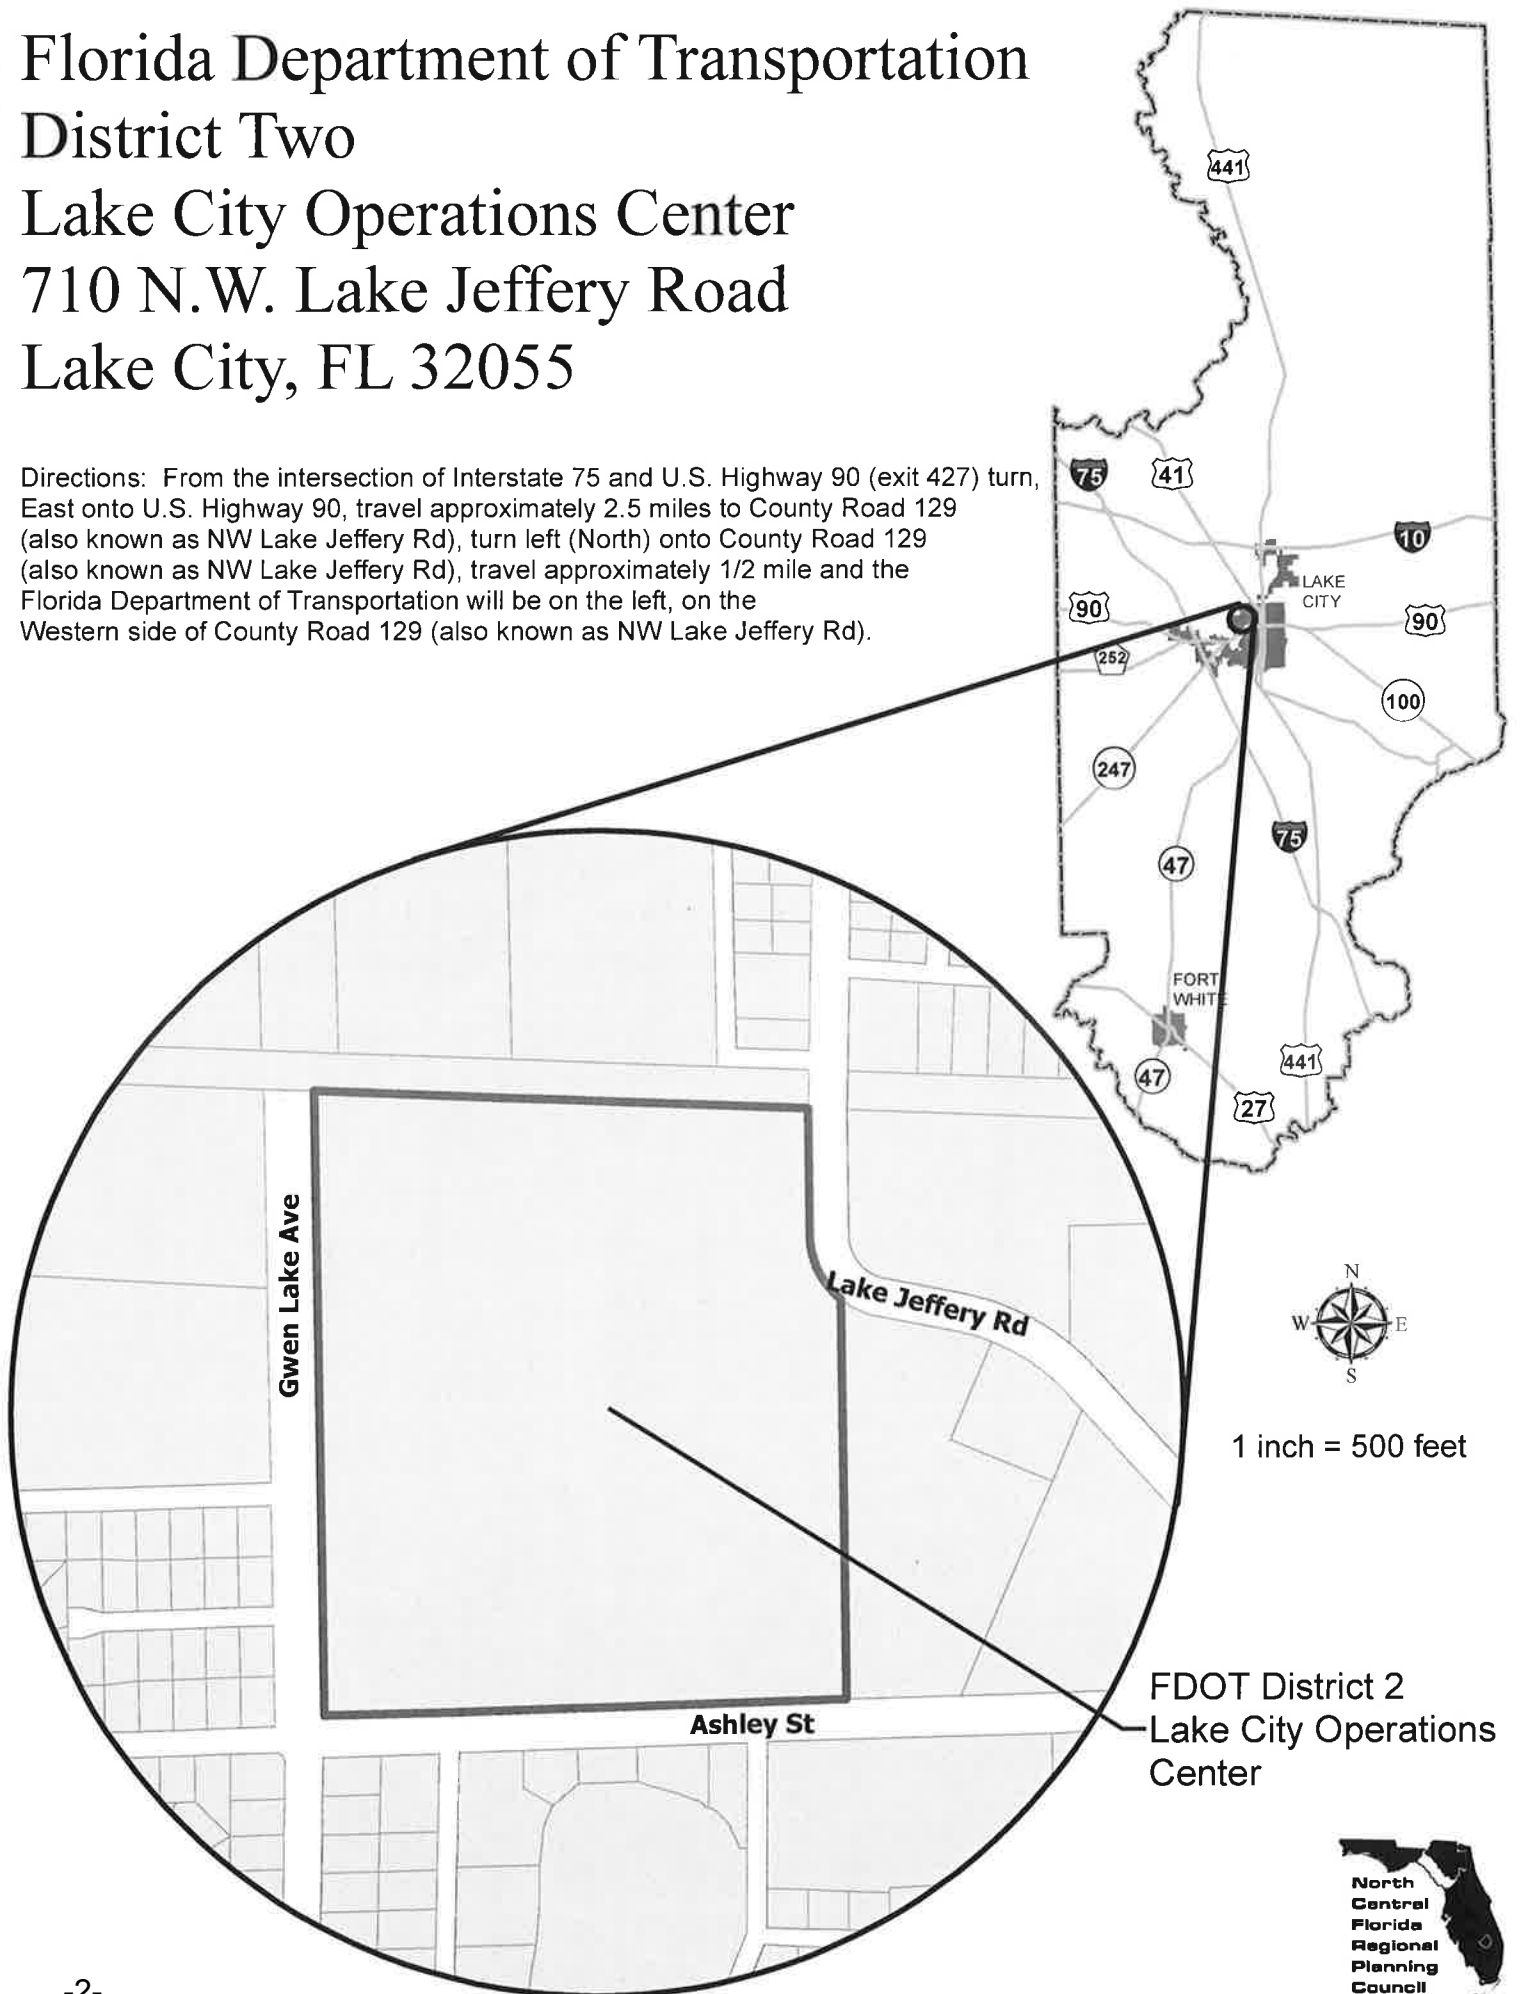 Florida Department of Transportation
District Two
Lake City Operations Center
710 N.W. Lake Jeffery Road
Lake City, FL 32055
Directions: From the intersection of Interstate 75 and U.S. Highway 90 (exit 427) turn,
East onto U.S. Highway 90, travel approximately 2.5 miles to County Road 129
(also known as NW Lake Jeffery Rd), turn left (North) onto County Road 129
(also known as NW Lake Jeffery Rd), travel approximately 1/2 mile and the
Florida Department of Transportation will be on the left, on the
Western side of County Road 129 (also known as NW Lake Jeffery Rd).
441
75
41
10
LAKE
CITY
90
90
252
100
247
75
47
FORT
WHITE
441
47
27
Gwen Lake Ave
Lake Jeffery Rd
Ashley St
N
W
E
S
1 inch = 500 feet
FDOT District 2
Lake City Operations
Center
North
Central
Florida
Regional
Planning
Council
-2-